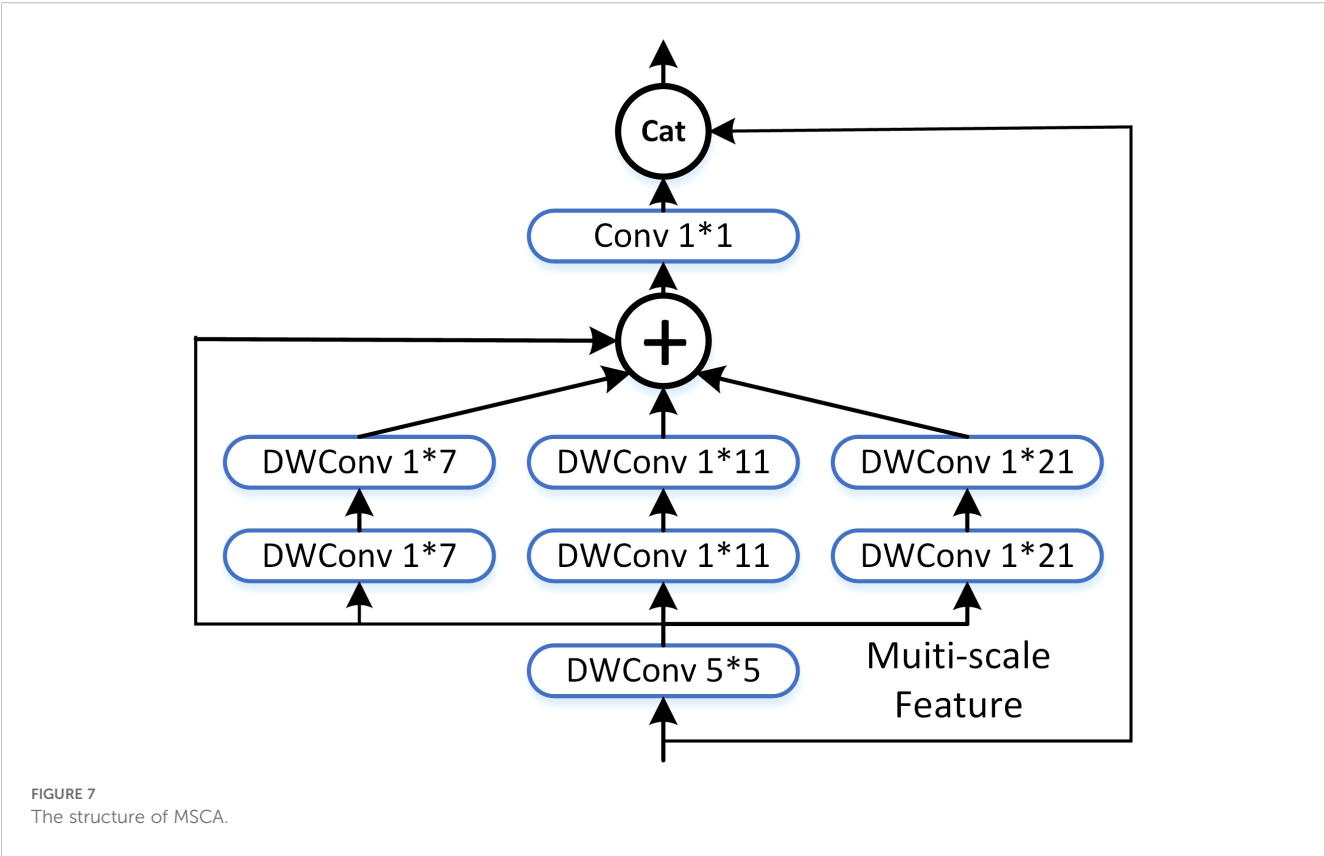 Cat
Conv 1*1
+
DWConv 1*7
DWConv 1*11
DWConv 1*21
DWConv 1*7
DWConv 1*11
DWConv 1*21
DWConv 5*5
Muiti-scale
Feature
FIGURE 7
The structure of MSCA.